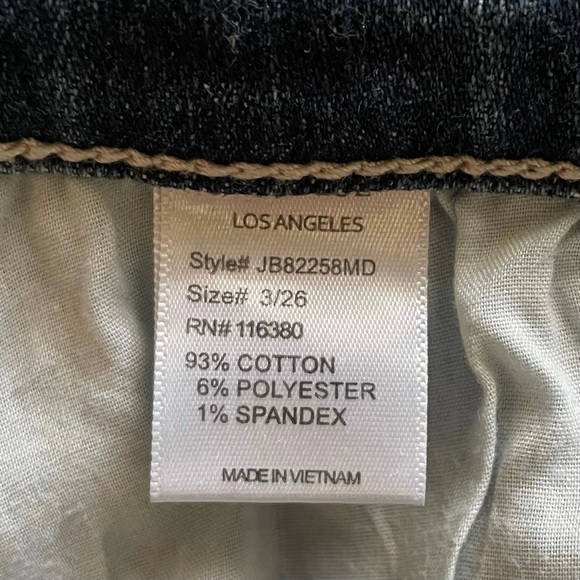 LOS ANGELES
Style# JB82258MD
Size# 3/26
RN# 116380
93% COTTON
6% POLYESTER
1% SPANDEX
MADE IN VIETNAM